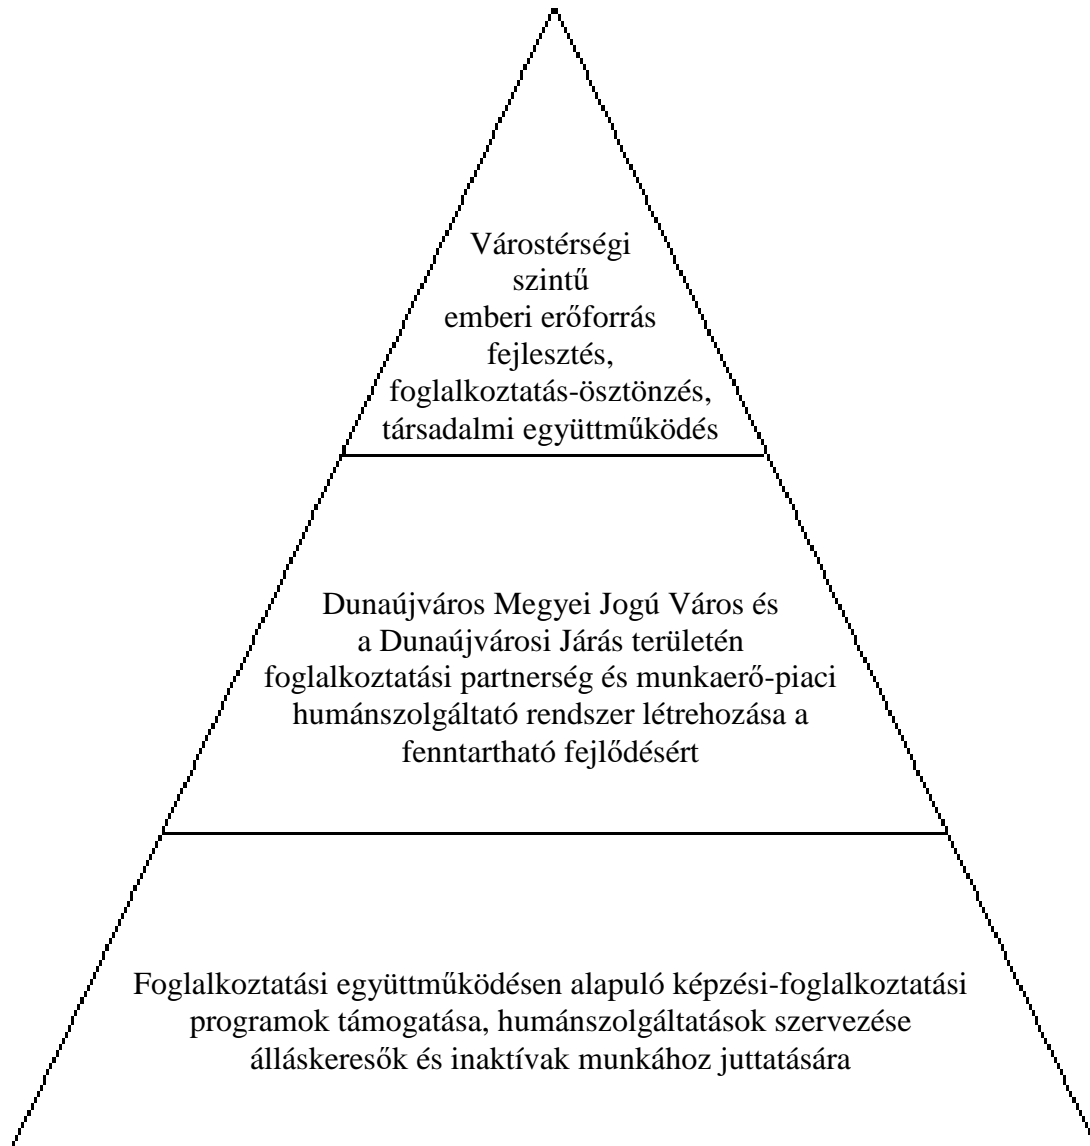 Várostérségi
szintű
emberi erőforrás
fejlesztés,
foglalkoztatás-ösztönzés,
társadalmi együttműködés
Dunaújváros Megyei Jogú Város és
a Dunaújvárosi Járás területén
foglalkoztatási partnerség és munkaerő-piaci
humánszolgáltató rendszer létrehozása a
fenntartható fejlődésért
Foglalkoztatási együttműködésen alapuló képzési-foglalkoztatási
programok támogatása, humánszolgáltatások szervezése
álláskeresők és inaktívak munkához juttatására